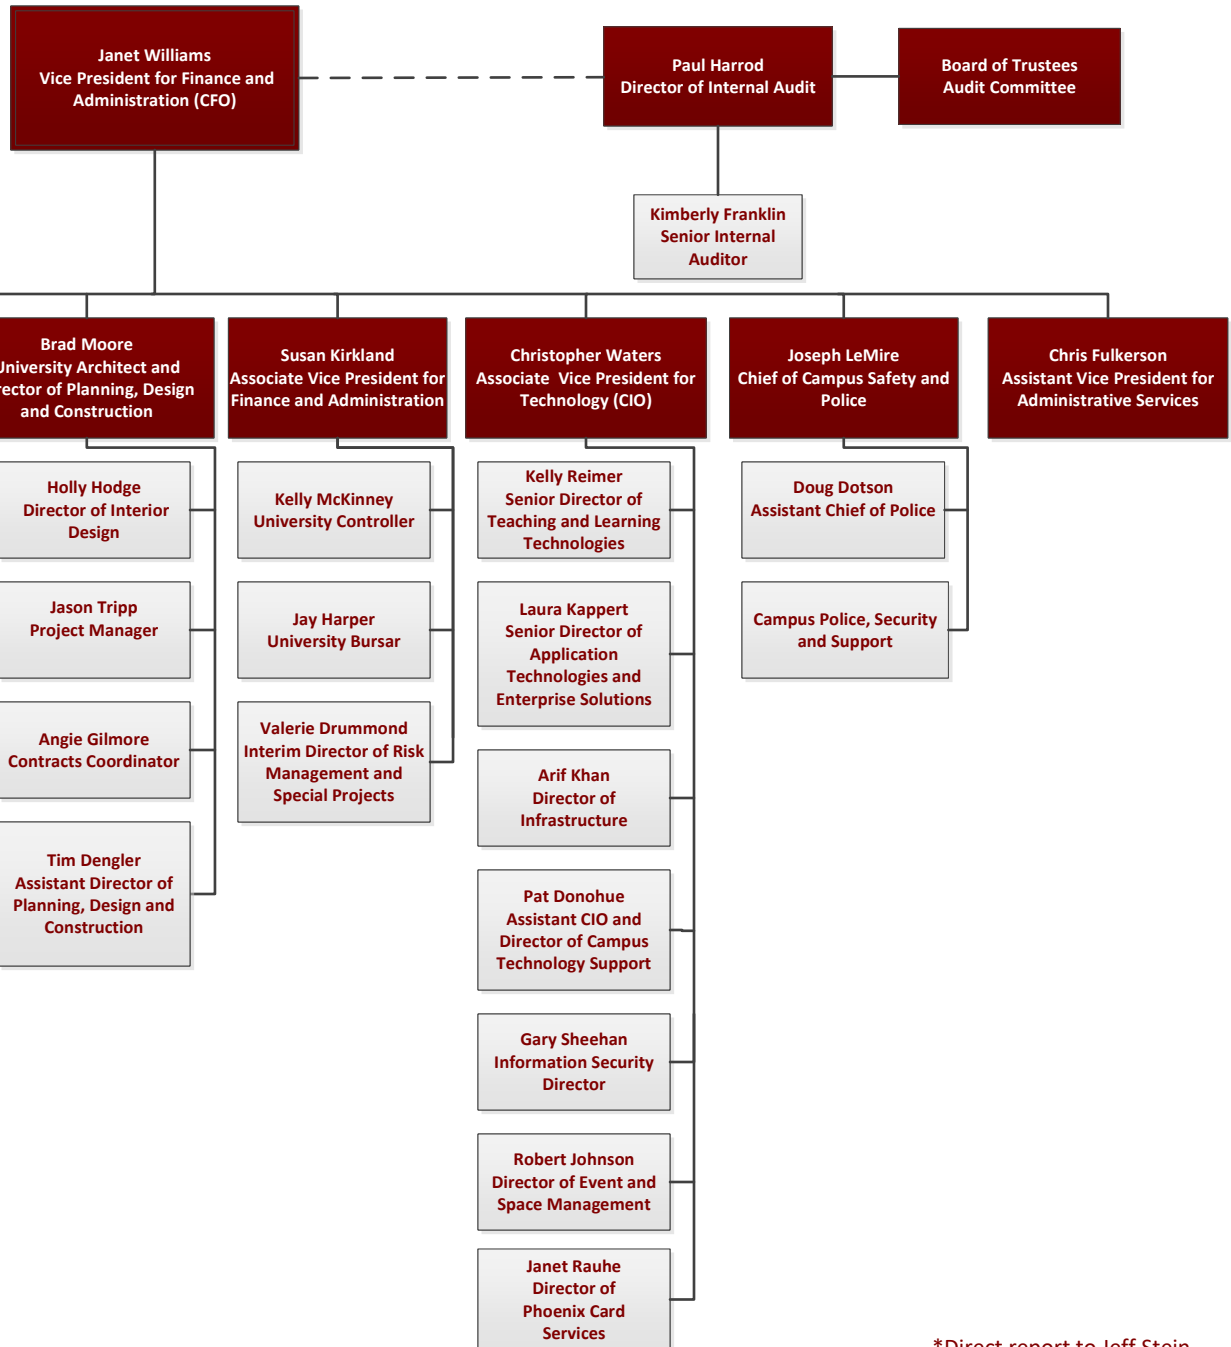 Janet Williams
Vice President for Finance and
Administration (CFO)
Paul Harrod
Director of Internal Audit
Board of Trustees
Audit Committee
Kimberly Franklin
Senior Internal
Auditor
Brad Moore
University Architect and
Director of Planning, Design
and Construction
Susan Kirkland
Associate Vice President for
Finance and Administration
Christopher Waters
Associate Vice President for
Technology (CIO)
Joseph LeMire
Chief of Campus Safety and
Police
Chris Fulkerson
Assistant Vice President for
Administrative Services
Holly Hodge
Director of Interior
Design
Jason Tripp
Project Manager
Angie Gilmore
Contracts Coordinator
Tim Dengler
Assistant Director of
Planning, Design and
Construction
Kelly McKinney
University Controller
Jay Harper
University Bursar
Valerie Drummond
Interim Director of Risk
Management and
Special Projects
Kelly Reimer
Senior Director of
Teaching and Learning
Technologies
Laura Kappert
Senior Director of
Application
Technologies and
Enterprise Solutions
Arif Khan
Director of
Infrastructure
Pat Donohue
Assistant CIO and
Director of Campus
Technology Support
Gary Sheehan
Information Security
Director
Robert Johnson
Director of Event and
Space Management
Janet Rauhe
Director of
Phoenix Card
Services
Doug Dotson
Assistant Chief of Police
Campus Police, Security
and Support
*Direct report to Jeff Stein